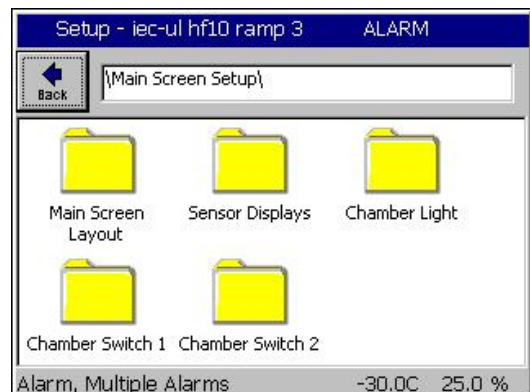 Setup - iec-ul hf10 ramp 3 ALARM
Back
\Main Screen Setup\
Main Screen
Layout
Sensor Displays
Chamber Light
Chamber Switch 1
Chamber Switch 2
Alarm, Multiple Alarms -30.0C 25.0 %